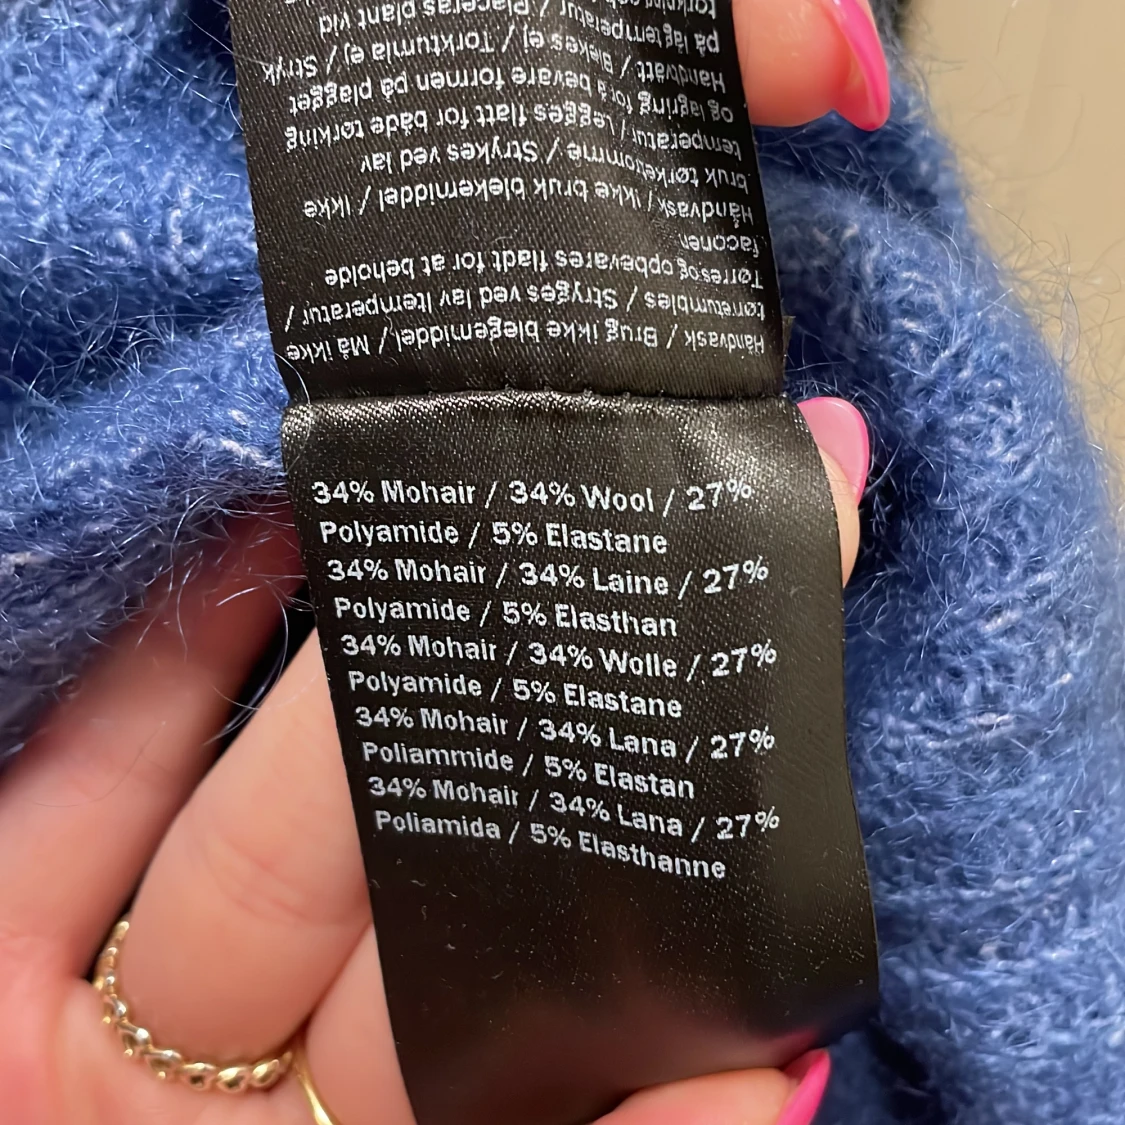 34% Mohair / 34% Wool / 27%
Polyamide / 5% Elastane
34% Mohair / 34% Laine / 27%
Polyamide / 5% Elasthan
34% Mohair / 34% Wolle / 27%
Polyamide / 5% Elastane
34% Mohair / 34% Lana / 27%
Poliammide / 5% Elastan
34% Mohair / 34% Lana / 27%
Poliamida / 5% Elasthanne
Håndvask / Brug ikke blegemiddel, / Må ikke
tørretumbles / Stryges ved lav ltemperatur /
Tørres og opbevares fladt for at beholde
faconen
Håndvask / Ikke bruk blekemiddel / Ikke
bruk tørketomme / Strykes ved lav
temperatur / Legges flatt for både tørking
og lagring for å bevare formen på plagget
Handvätt / Blekes ej / Torktumla ej / Stryk
på låg temperatur / Placeras plant vid